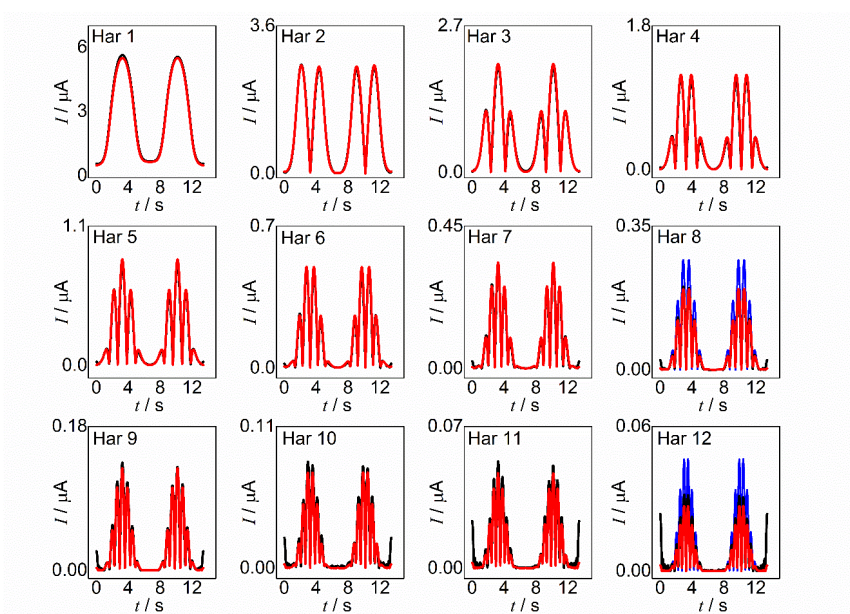 Har 1
I / µA
6
3
0
0 4 8 12
t / s
Har 2
I / µA
3.6
0.0
0 4 8 12
t / s
Har 3
I / µA
2.7
0.0
0 4 8 12
t / s
Har 4
I / µA
1.8
0.0
0 4 8 12
t / s
Har 5
I / µA
1.1
0.0
0 4 8 12
t / s
Har 6
I / µA
0.7
0.0
0 4 8 12
t / s
Har 7
I / µA
0.45
0.00
0 4 8 12
t / s
Har 8
I / µA
0.35
0.00
0 4 8 12
t / s
Har 9
I / µA
0.18
0.00
0 4 8 12
t / s
Har 10
I / µA
0.11
0.00
0 4 8 12
t / s
Har 11
I / µA
0.07
0.00
0 4 8 12
t / s
Har 12
I / µA
0.06
0.00
0 4 8 12
t / s